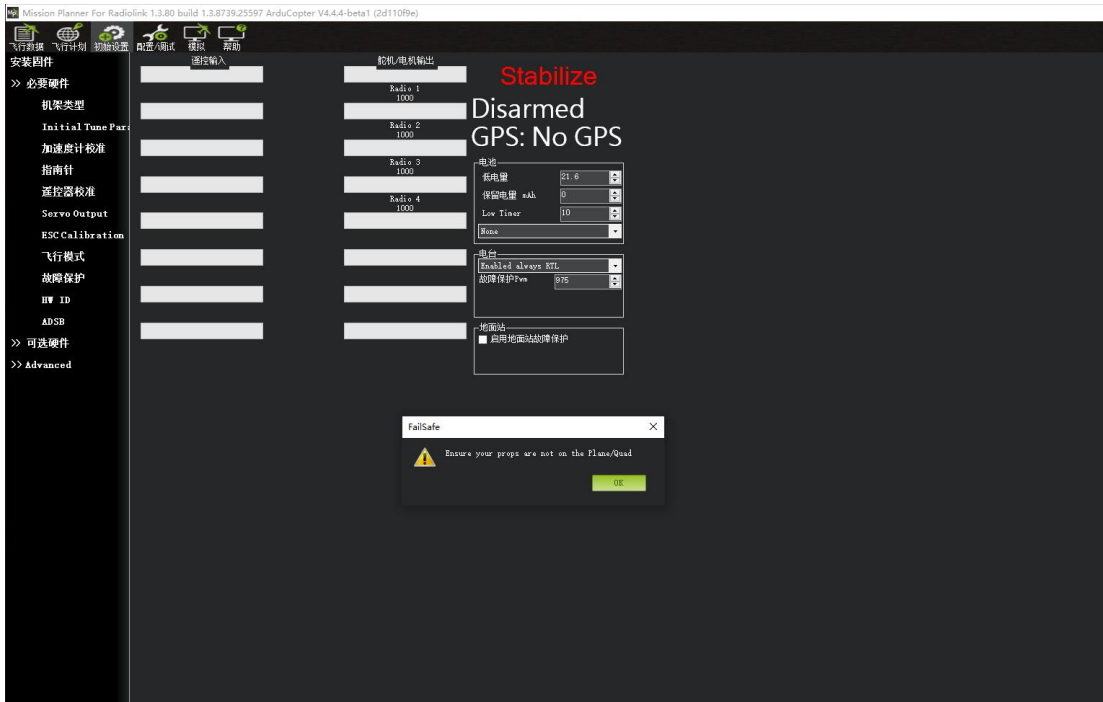 Mission Planner For Radiolink 1.3.80 build 1.3.8739.25597 ArduCopter V4.4.4-beta1 (2d110f9e)
飞行数据 飞行计划 初始设置 配置/调试 模拟 帮助
安装固件
>> 必要硬件
机架类型
Initial Tune Par
加速度计校准
指南针
遥控器校准
Servo Output
ESC Calibration
飞行模式
故障保护
HW ID
ADSB
>> 可选硬件
>> Advanced
遥控输入
舵机/电机输出
Radio 1
1000
Radio 2
1000
Radio 3
1000
Radio 4
1000
Stabilize
Disarmed
GPS: No GPS
电池
低电量 21.6
保留电量 mAh 0
Low Timer 10
None
电台
Enabled always RTL
故障保护Pwm 975
地面站
启用地面站故障保护
FailSafe
Ensure your props are not on the Plane/Quad
OK